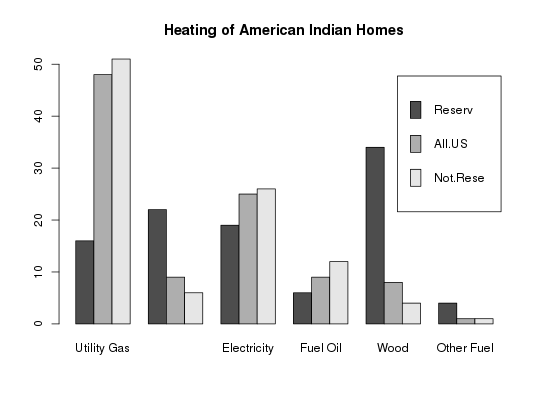 Heating of American Indian Homes
50
40
30
20
10
0
Reserv
All.US
Not.Rese
Utility Gas Electricity Fuel Oil Wood Other Fuel